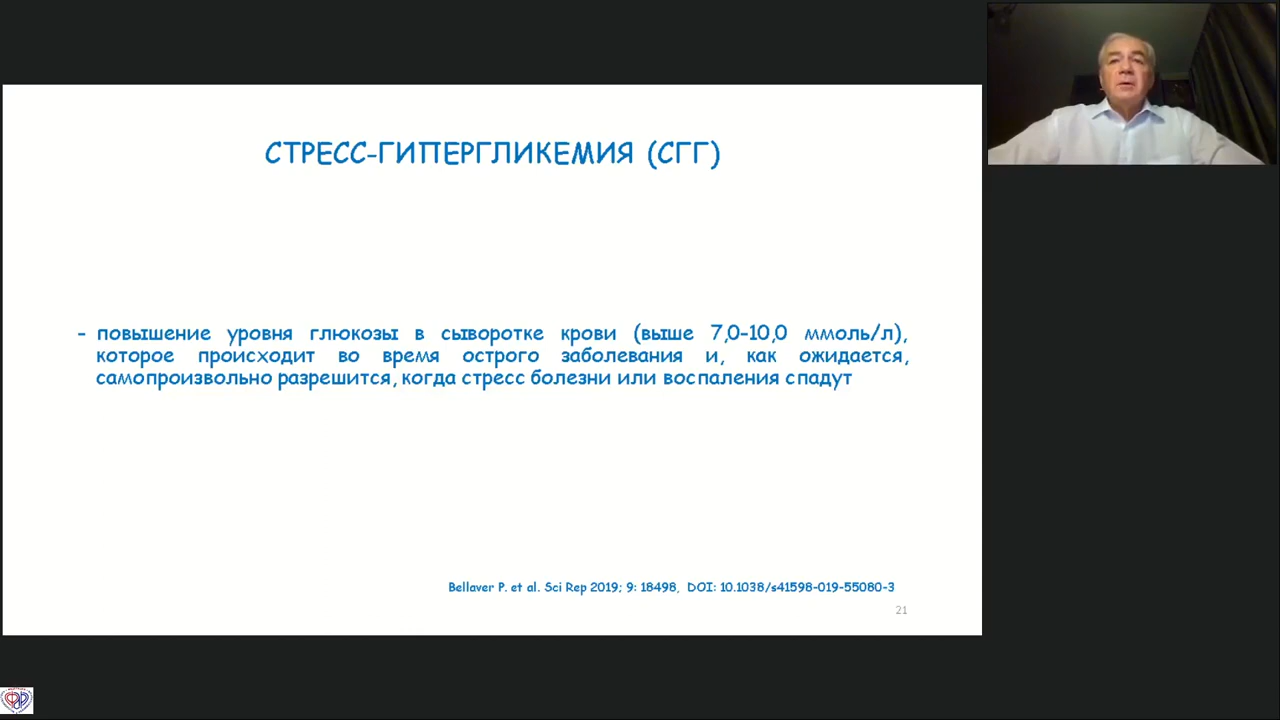 СТРЕСС-ГИПЕРГЛИКЕМИЯ (СГГ)
- повышение уровня глюкозы в сыворотке крови (выше 7,0-10,0 ммоль/л),
которое происходит во время острого заболевания и, как ожидается,
самопроизвольно разрешится, когда стресс болезни или воспаления спадут
Bellaver P. et al. Sci Rep 2019; 9: 18498, DOI: 10.1038/s41598-019-55080-3
21